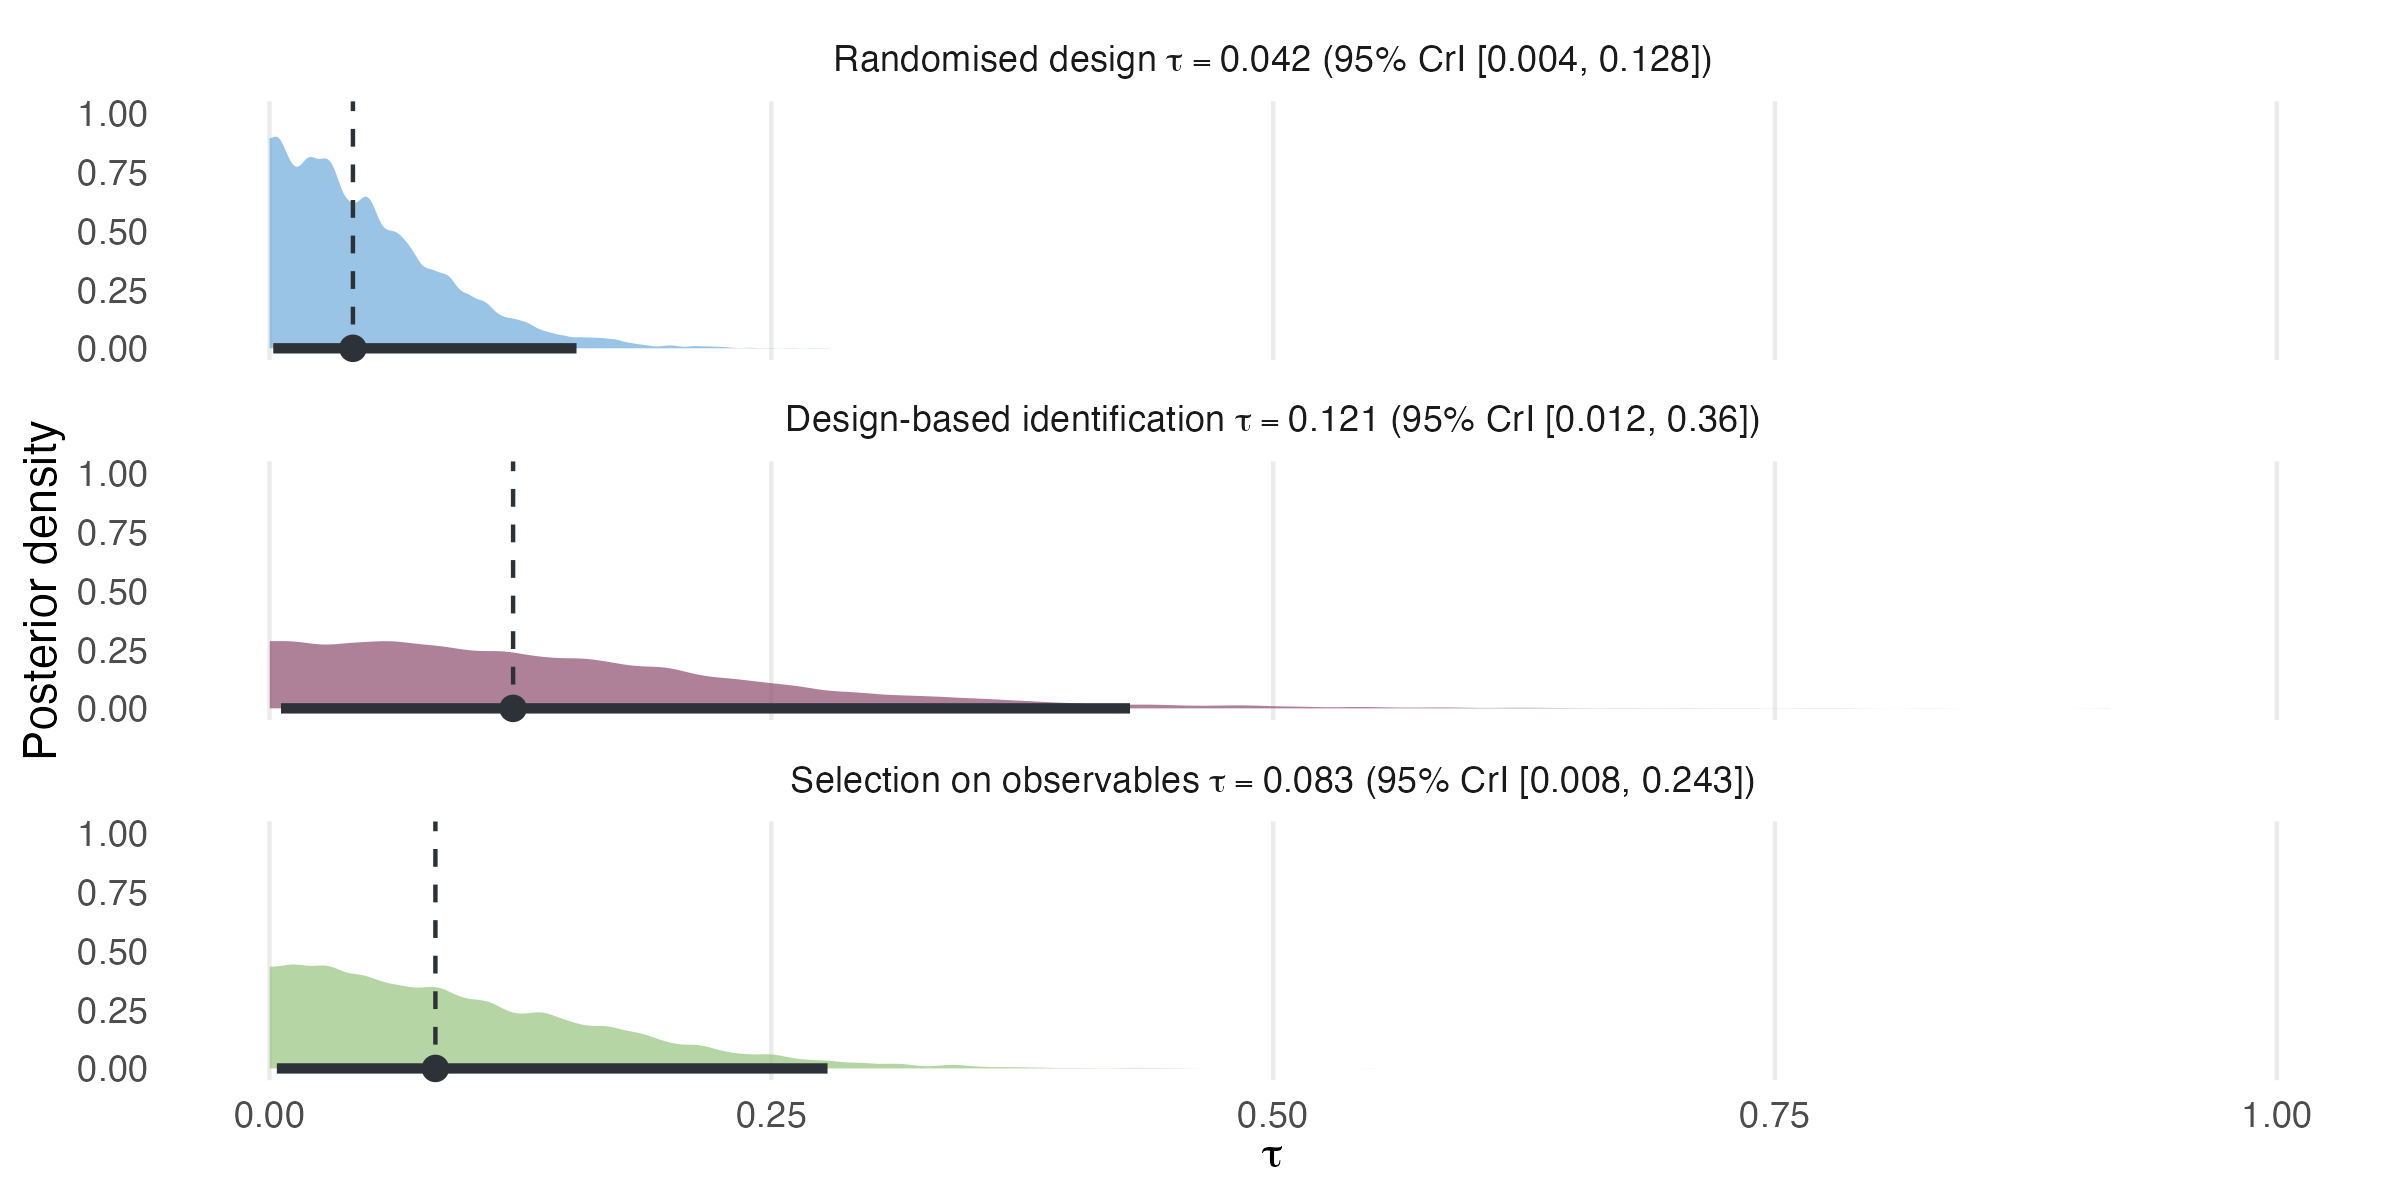 Randomised design τ = 0.042 (95% CrI [0.004, 0.128])
1.00
0.75
0.50
0.25
0.00
Design-based identification τ = 0.121 (95% CrI [0.012, 0.36])
Posterior density
1.00
0.75
0.50
0.25
0.00
Selection on observables τ = 0.083 (95% CrI [0.008, 0.243])
1.00
0.75
0.50
0.25
0.00
0.00 0.25 0.50 0.75 1.00
τ